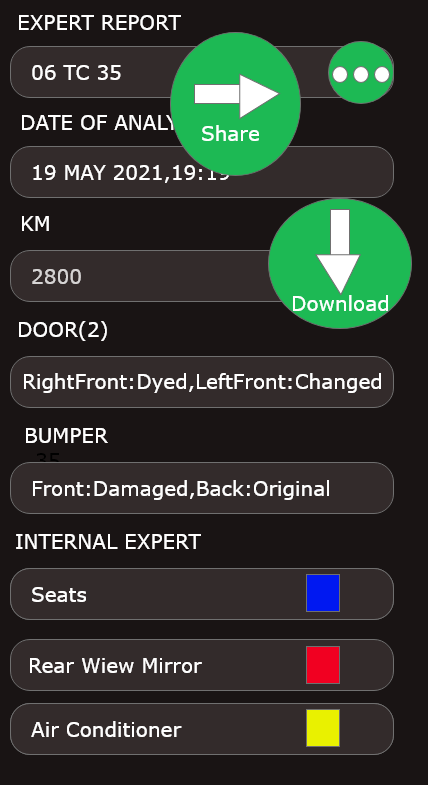 EXPERT REPORT
06 TC 35
Share
DATE OF ANALY
19 MAY 2021,19:19
KM
2800
Download
DOOR(2)
RightFront:Dyed,LeftFront:Changed
BUMPER
35
Front:Damaged,Back:Original
INTERNAL EXPERT
Seats
Rear Wiew Mirror
Air Conditioner